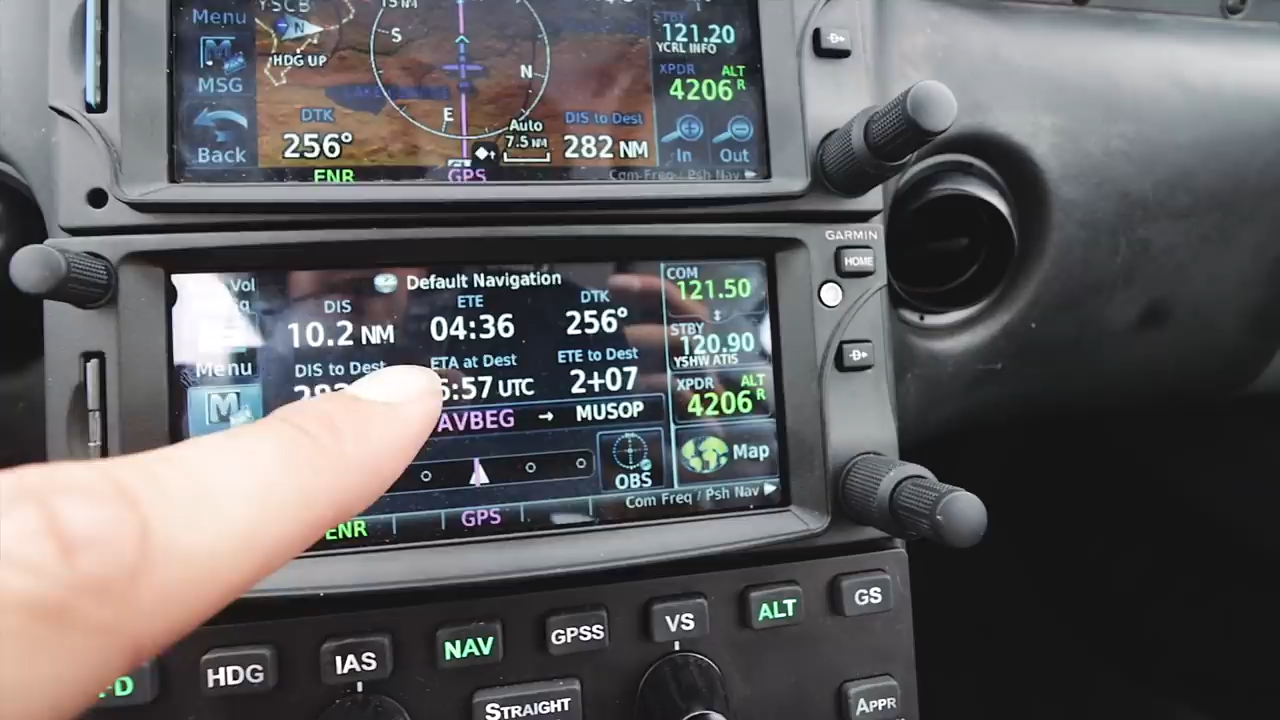 Menu
YSCB
N
HDG UP
MSG
Back
DTK
256°
ENR
15 NM
S
N
E
GPS
Auto
7.5 NM
DIS to Dest
282 NM
STBY
121.20
YCRL INFO
XPDR ALT
4206 R
In
Out
Com Freq / Psh Nav
GARMIN
HOME
Vol
Menu
Default Navigation
DIS
10.2 NM
ETE
04:36
DTK
256°
DIS to Dest
ETA at Dest
:57 UTC
ETE to Dest
2+07
AVBEG → MUSOP
OBS
ENR
GPS
COM
121.50
STBY
120.90
YSHW ATIS
XPDR ALT
4206 R
Map
Com Freq / Psh Nav
HDG
IAS
NAV
GPSS
VS
ALT
GS
STRAIGHT
APPR